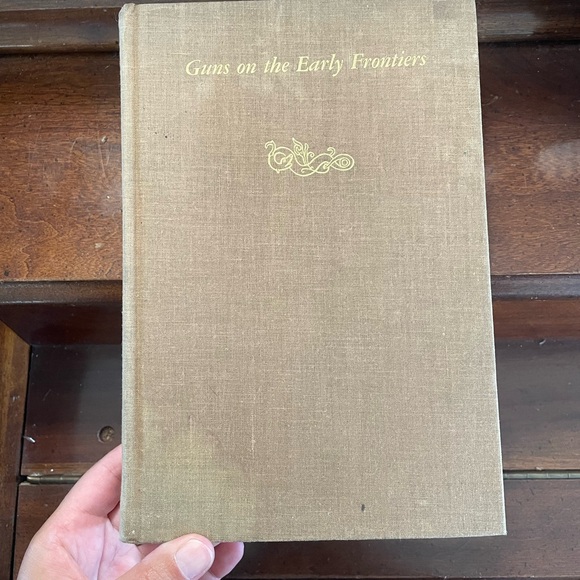 Guns on the Early Frontiers